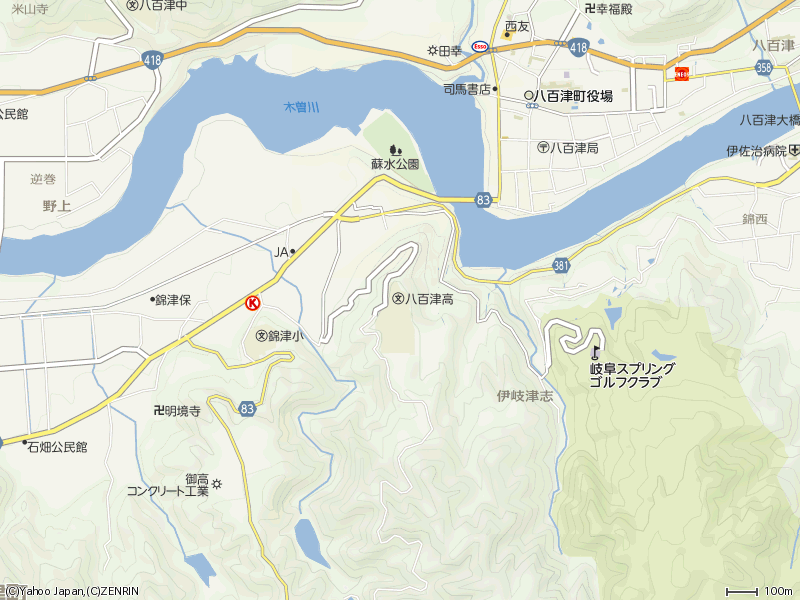 米山寺
八百津中
西友
幸福殿
田幸
Esso
418
418
八百津
358
ENEOS
司馬書店
八百津町役場
木曽川
公民館
八百津大橋
八百津局
伊佐治病院
蘇水公園
逆巻
野上
83
錦西
JA
381
錦津保
K
八百津高
錦津小
岐阜スプリング
ゴルフクラブ
伊岐津志
明境寺
83
石畑公民館
御嵩
コンクリート工業
(C)Yahoo Japan,(C)ZENRIN
100m